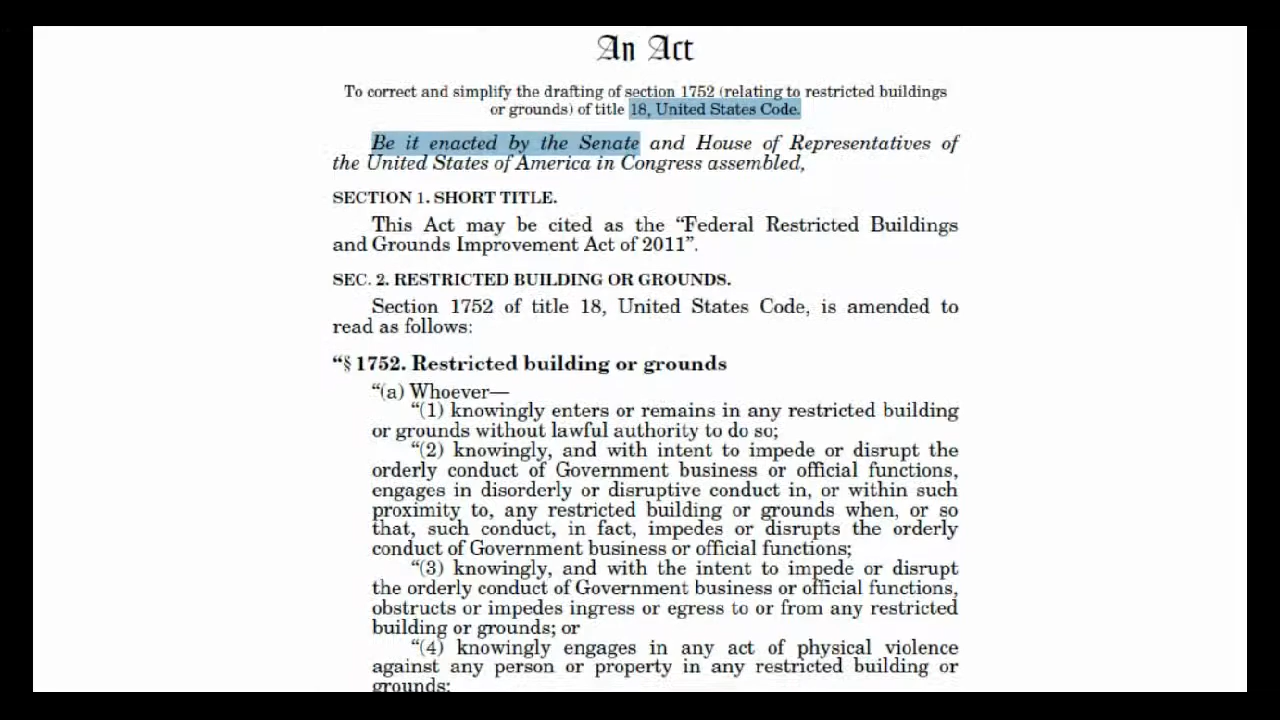 An Act
To correct and simplify the drafting of section 1752 (relating to restricted buildings
or grounds) of title 18, United States Code.
Be it enacted by the Senate and House of Representatives of
the United States of America in Congress assembled,
SECTION 1. SHORT TITLE.
This Act may be cited as the “Federal Restricted Buildings
and Grounds Improvement Act of 2011”.
SEC. 2. RESTRICTED BUILDING OR GROUNDS.
Section 1752 of title 18, United States Code, is amended to
read as follows:
“§ 1752. Restricted building or grounds
“(a) Whoever—
“(1) knowingly enters or remains in any restricted building
or grounds without lawful authority to do so;
“(2) knowingly, and with intent to impede or disrupt the
orderly conduct of Government business or official functions,
engages in disorderly or disruptive conduct in, or within such
proximity to, any restricted building or grounds when, or so
that, such conduct, in fact, impedes or disrupts the orderly
conduct of Government business or official functions;
“(3) knowingly, and with the intent to impede or disrupt
the orderly conduct of Government business or official functions,
obstructs or impedes ingress or egress to or from any restricted
building or grounds; or
“(4) knowingly engages in any act of physical violence
against any person or property in any restricted building or
grounds;